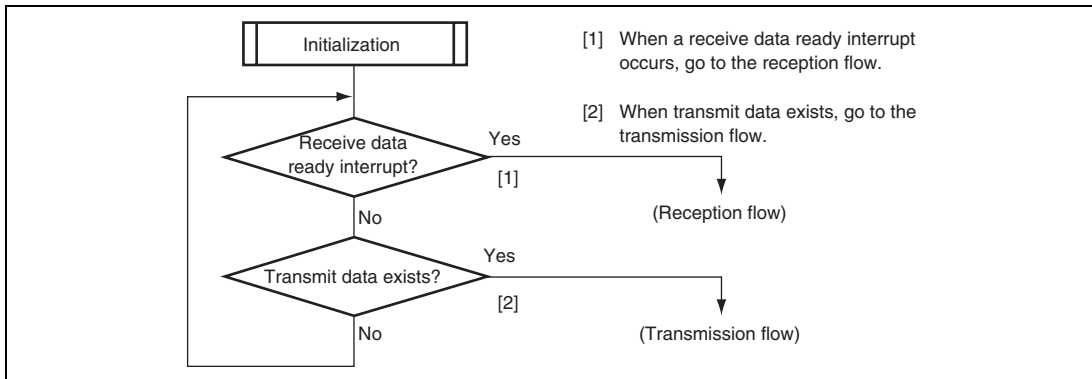 Initialization
[1] When a receive data ready interrupt
occurs, go to the reception flow.
[2] When transmit data exists, go to the
transmission flow.
Receive data
ready interrupt?
Yes
[1]
(Reception flow)
No
Transmit data exists?
Yes
[2]
(Transmission flow)
No